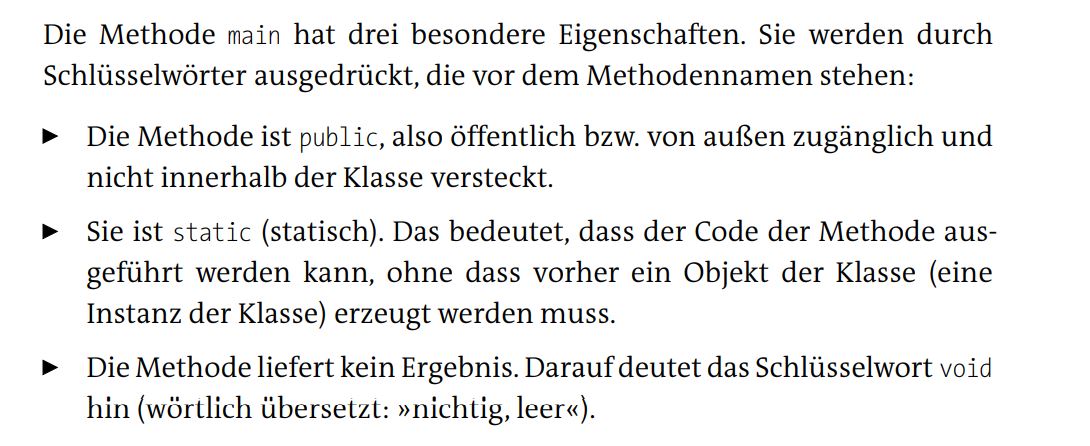 Die Methode main hat drei besondere Eigenschaften. Sie werden durch
Schlüsselwörter ausgedrückt, die vor dem Methodennamen stehen:
► Die Methode ist public, also öffentlich bzw. von außen zugänglich und
nicht innerhalb der Klasse versteckt.
► Sie ist static (statisch). Das bedeutet, dass der Code der Methode aus-
geführt werden kann, ohne dass vorher ein Objekt der Klasse (eine
Instanz der Klasse) erzeugt werden muss.
► Die Methode liefert kein Ergebnis. Darauf deutet das Schlüsselwort void
hin (wörtlich übersetzt: »nichtig, leer«).